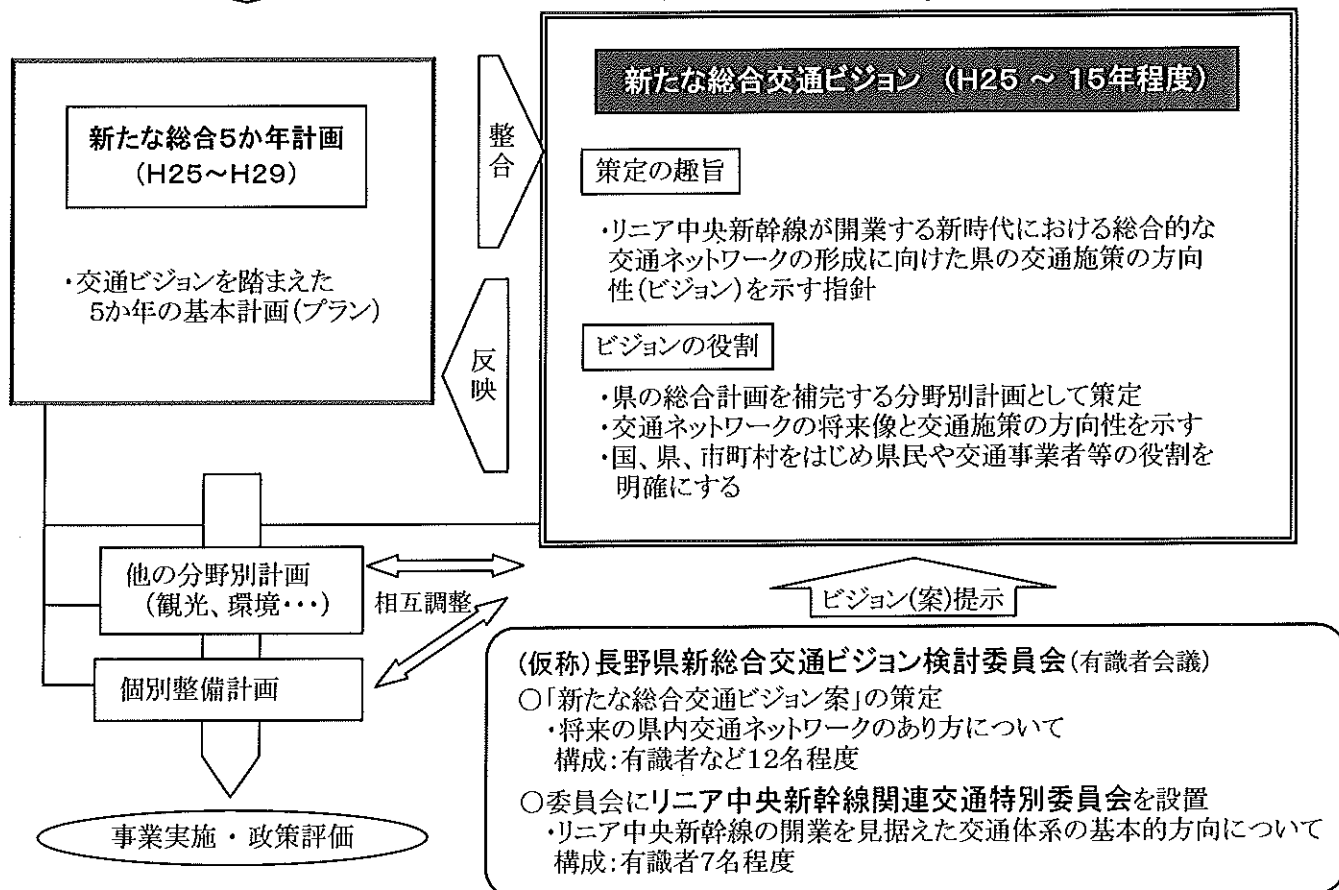 新たな総合5か年計画
(H25～H29)
・交通ビジョンを踏まえた
5か年の基本計画(プラン)
整合
反映
新たな総合交通ビジョン (H25 ～ 15年程度)
策定の趣旨
・リニア中央新幹線が開業する新時代における総合的な
交通ネットワークの形成に向けた県の交通施策の方向
性(ビジョン)を示す指針
ビジョンの役割
・県の総合計画を補完する分野別計画として策定
・交通ネットワークの将来像と交通施策の方向性を示す
・国、県、市町村をはじめ県民や交通事業者等の役割を
明確にする
他の分野別計画
(観光、環境・・・)
相互調整
個別整備計画
事業実施・政策評価
ビジョン(案)提示
(仮称)長野県新総合交通ビジョン検討委員会(有識者会議)
○「新たな総合交通ビジョン案」の策定
・将来の県内交通ネットワークのあり方について
構成:有識者など12名程度
○委員会にリニア中央新幹線関連交通特別委員会を設置
・リニア中央新幹線の開業を見据えた交通体系の基本的方向について
構成:有識者7名程度